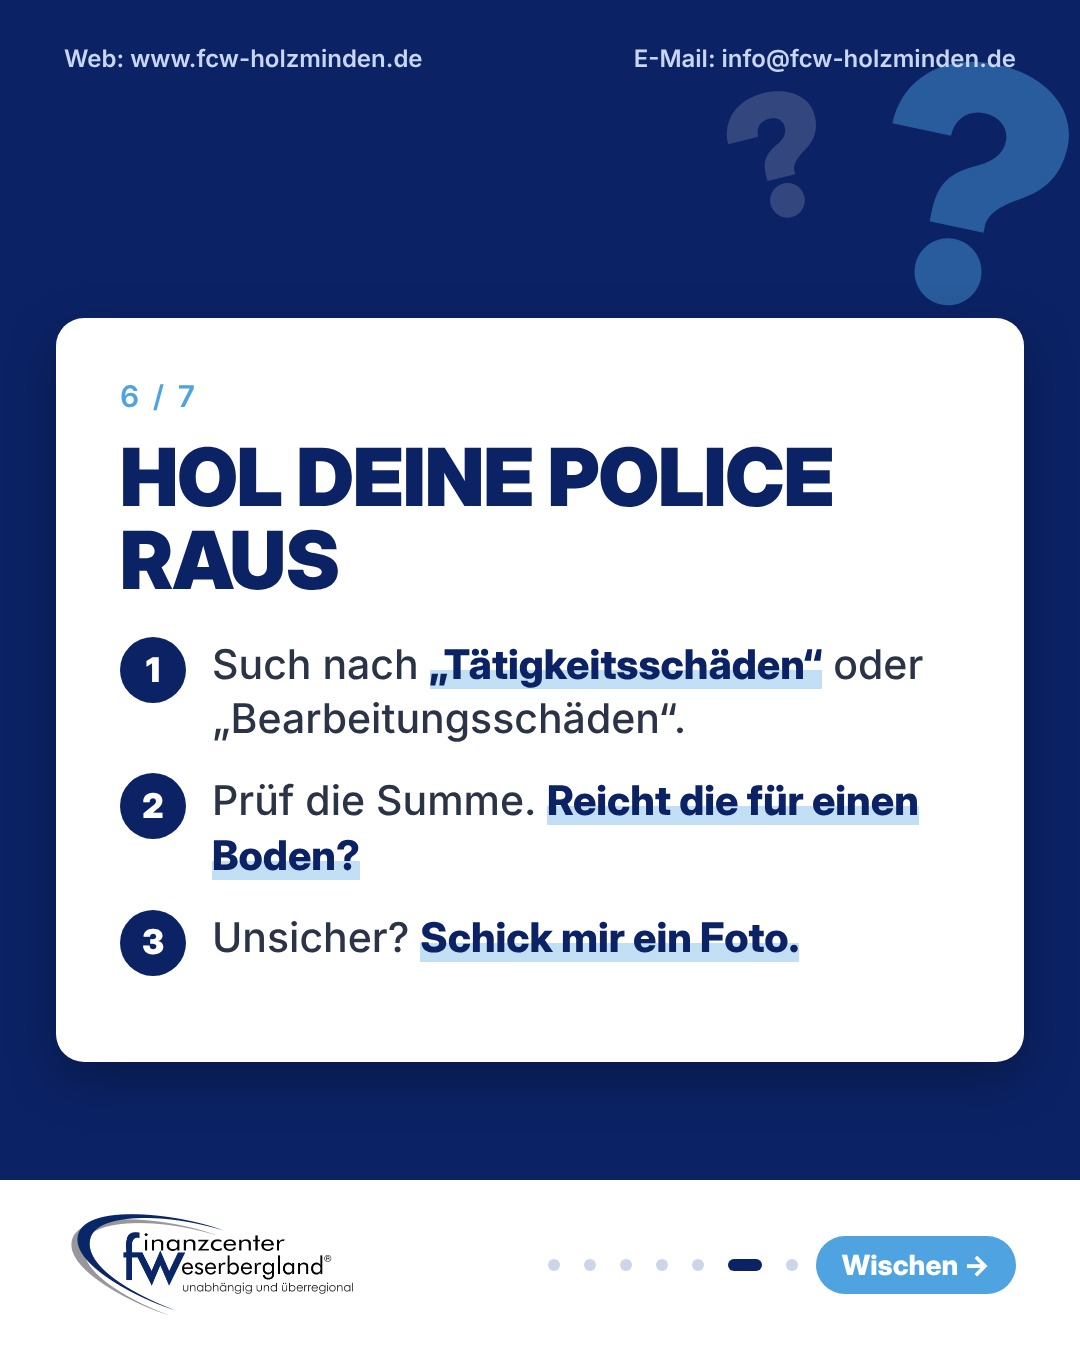 Web: www.fcw-holzminden.de
E-Mail: info@fcw-holzminden.de
? ?
6 / 7
HOL DEINE POLICE
RAUS
1 Such nach „Tätigkeitsschäden“ oder
„Bearbeitungsschäden“.
2 Prüf die Summe. Reicht die für einen
Boden?
3 Unsicher? Schick mir ein Foto.
finanzcenter
weserbergland®
unabhängig und überregional
Wischen →